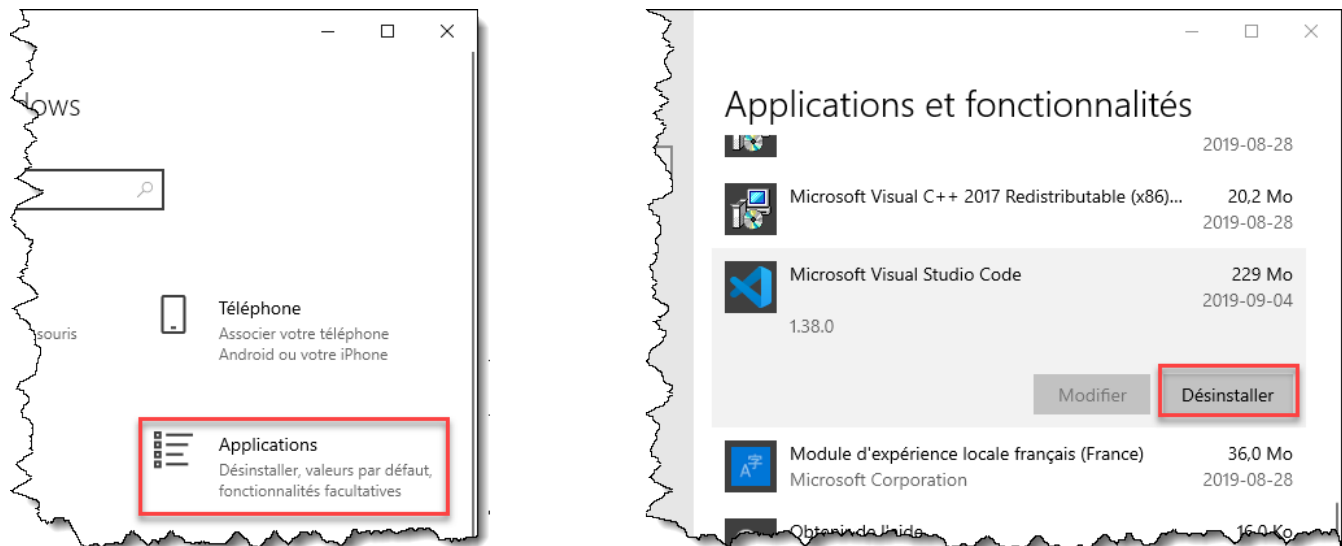 dows
souris
Téléphone
Associer votre téléphone
Android ou votre iPhone
Applications
Désinstaller, valeurs par défaut,
fonctionnalités facultatives
Applications et fonctionnalités
2019-08-28
Microsoft Visual C++ 2017 Redistributable (x86)... 20,2 Mo
2019-08-28
Microsoft Visual Studio Code 229 Mo
2019-09-04
1.38.0
Modifier Désinstaller
Module d'expérience locale français (France) 36,0 Mo
Microsoft Corporation 2019-08-28
Obtenir de l'aide 16,0 Ko